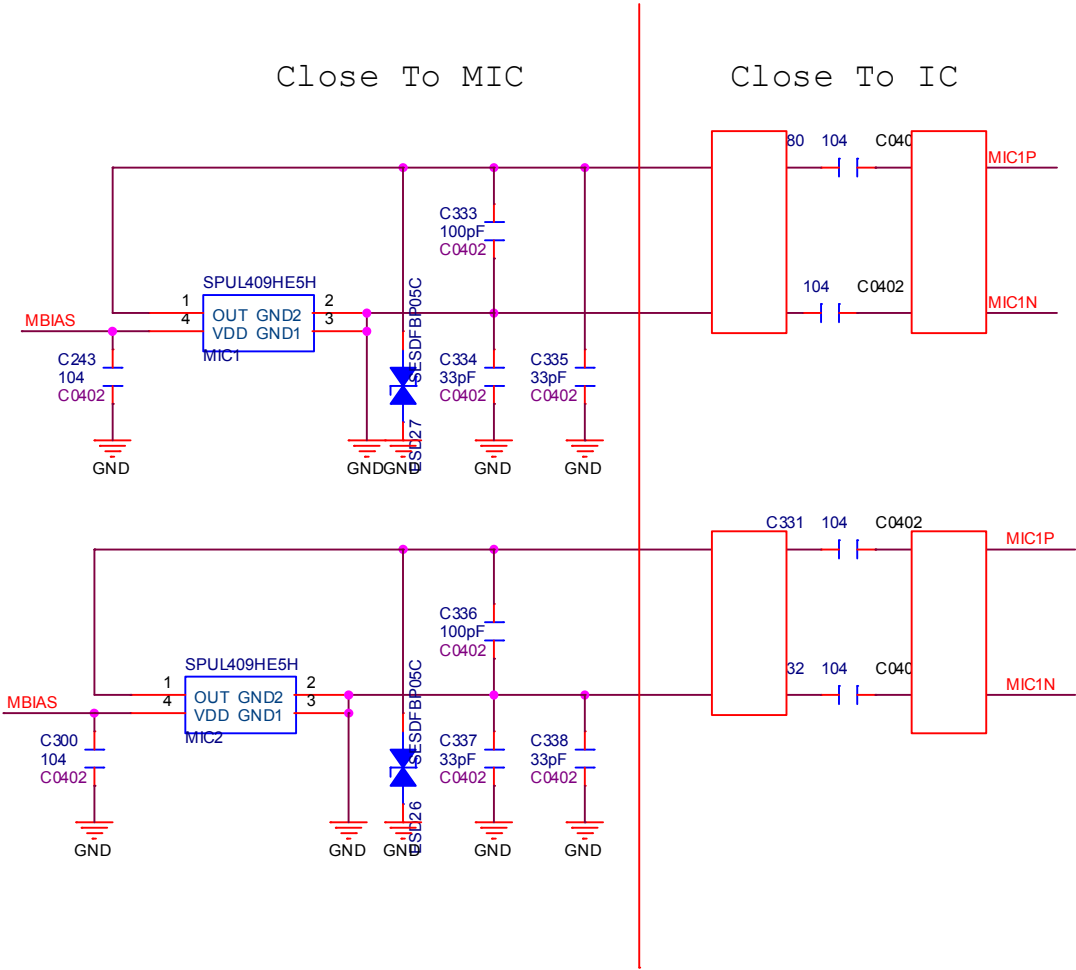 Close To MIC
Close To IC
80 104 C040
MIC1P
C333
100pF
C0402
SPUL409HE5H
104 C0402
MIC1N
1 OUT GND2 2
4 VDD GND1 3
MIC1
MBIAS
C243
104
C0402
SESDFBP05C
ESD27
C334
33pF
C0402
C335
33pF
C0402
GND
GND
GND
GND
GND
C331 104 C0402
MIC1P
C336
100pF
C0402
SPUL409HE5H
32 104 C040
MIC1N
1 OUT GND2 2
4 VDD GND1 3
MIC2
MBIAS
C300
104
C0402
SESDFBP05C
ESD26
C337
33pF
C0402
C338
33pF
C0402
GND
GND
GND
GND
GND